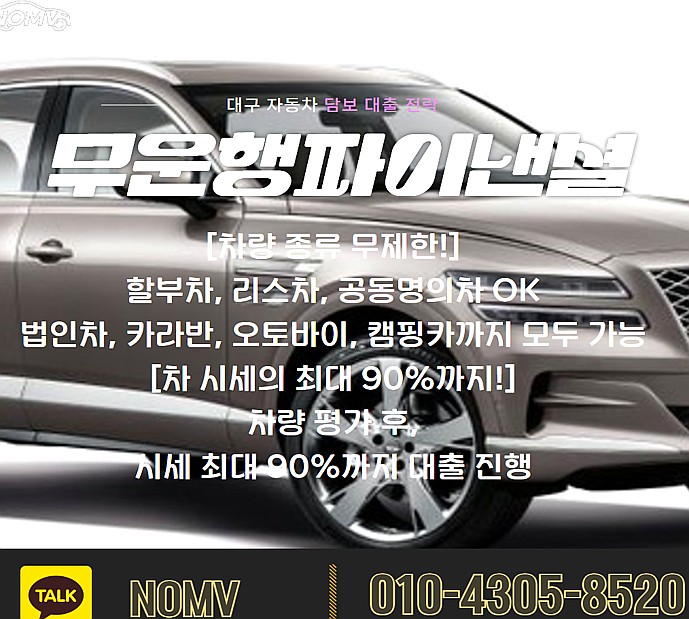 NOMV
대구 자동차 담보 대출 전략
무운행파이낸셜
[차량 종류 무제한!]
할부차, 리스차, 공동명의차 OK
법인차, 카라반, 오토바이, 캠핑카까지 모두 가능
[차 시세의 최대 90%까지!]
차량 평가 후,
시세 최대 90%까지 대출 진행
TALK
NOMV
010-4305-8520